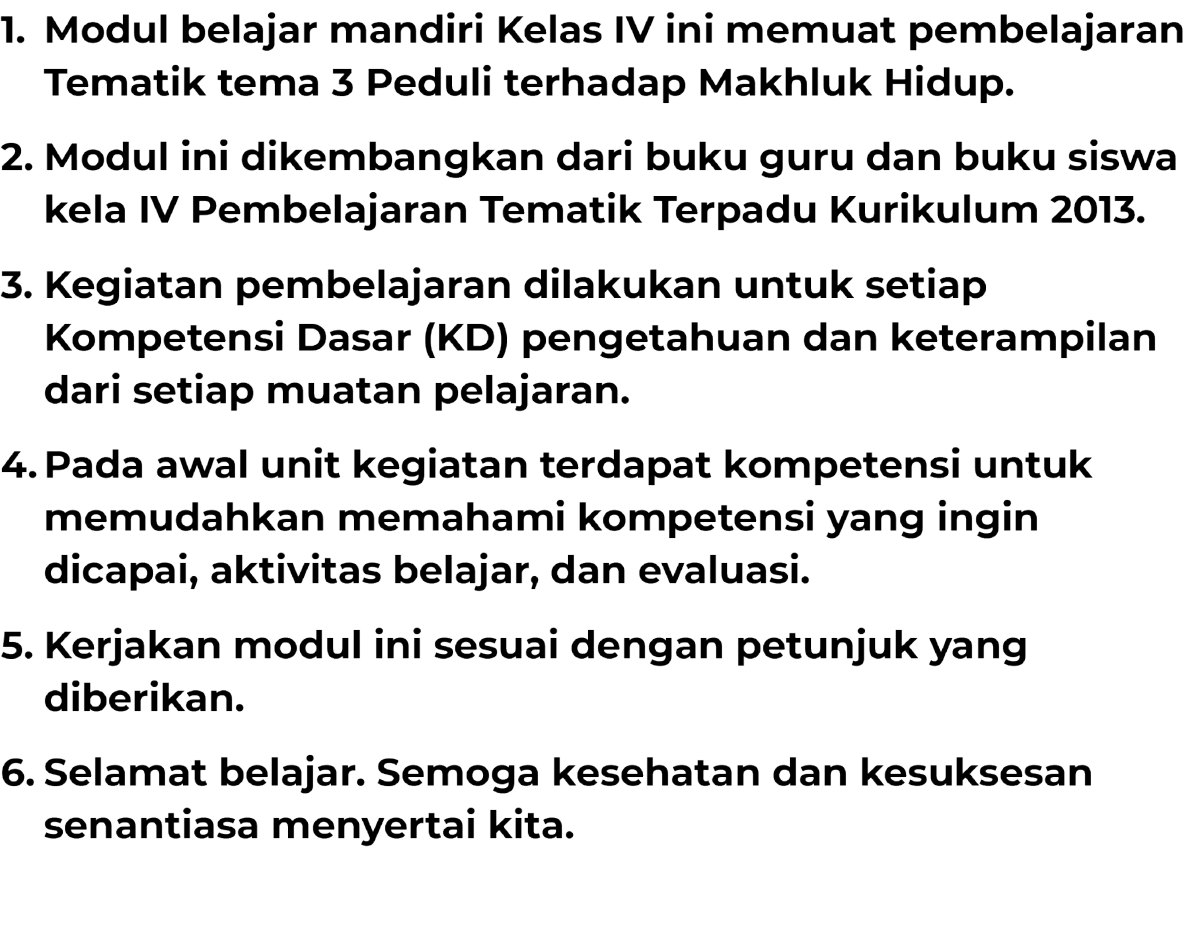 1. Modul belajar mandiri Kelas IV ini memuat pembelajaran
Tematik tema 3 Peduli terhadap Makhluk Hidup.
2. Modul ini dikembangkan dari buku guru dan buku siswa
kela IV Pembelajaran Tematik Terpadu Kurikulum 2013.
3. Kegiatan pembelajaran dilakukan untuk setiap
Kompetensi Dasar (KD) pengetahuan dan keterampilan
dari setiap muatan pelajaran.
4. Pada awal unit kegiatan terdapat kompetensi untuk
memudahkan memahami kompetensi yang ingin
dicapai, aktivitas belajar, dan evaluasi.
5. Kerjakan modul ini sesuai dengan petunjuk yang
diberikan.
6. Selamat belajar. Semoga kesehatan dan kesuksesan
senantiasa menyertai kita.